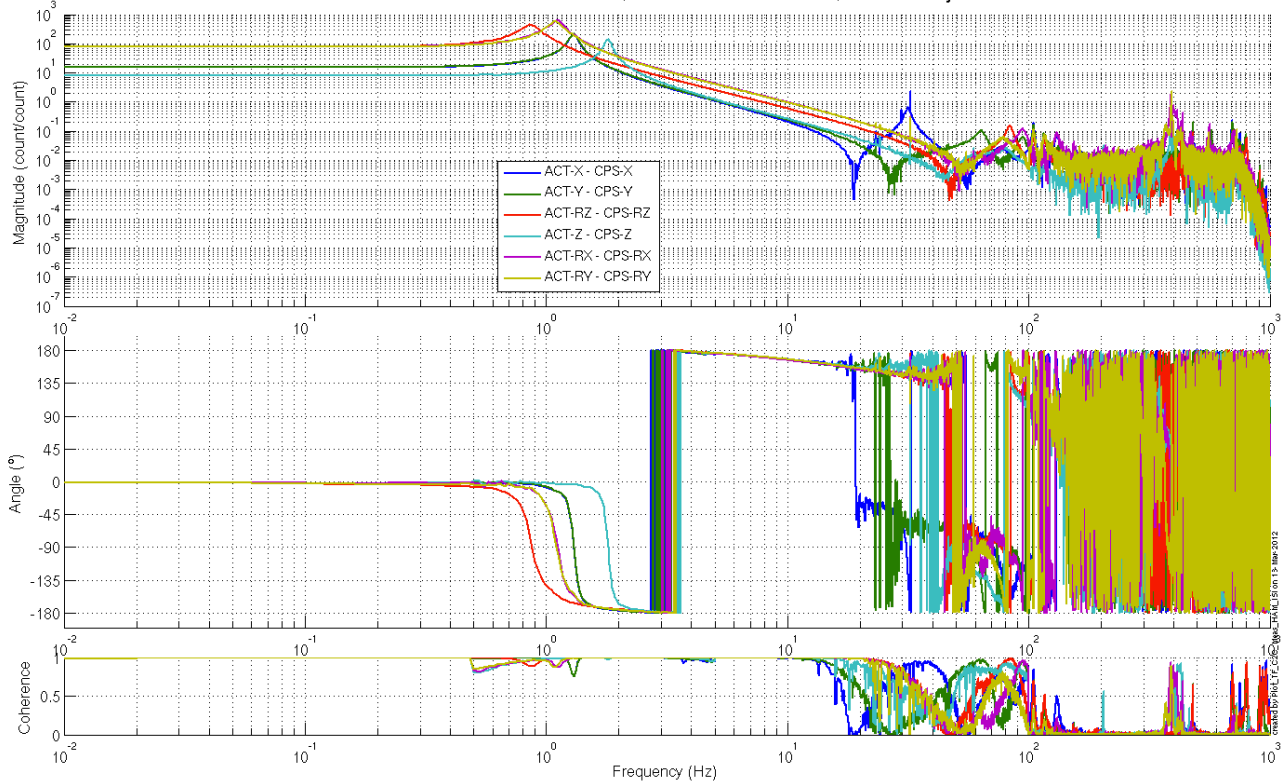 10^3
10^2
10^1
10^0
10^-1
10^-2
10^-3
10^-4
10^-5
10^-6
10^-7
Magnitude (count/count)
ACT-X - CPS-X
ACT-Y - CPS-Y
ACT-RZ - CPS-RZ
ACT-Z - CPS-Z
ACT-RX - CPS-RX
ACT-RY - CPS-RY
10^-2 10^-1 10^0 10^1 10^2 10^3
180
135
90
45
0
-45
-90
-135
-180
Angle (°)
10^-2 10^-1 10^0 10^1 10^2 10^3
1
0.5
0
Coherence
10^-2 10^-1 10^0 10^1 10^2 10^3
Frequency (Hz)